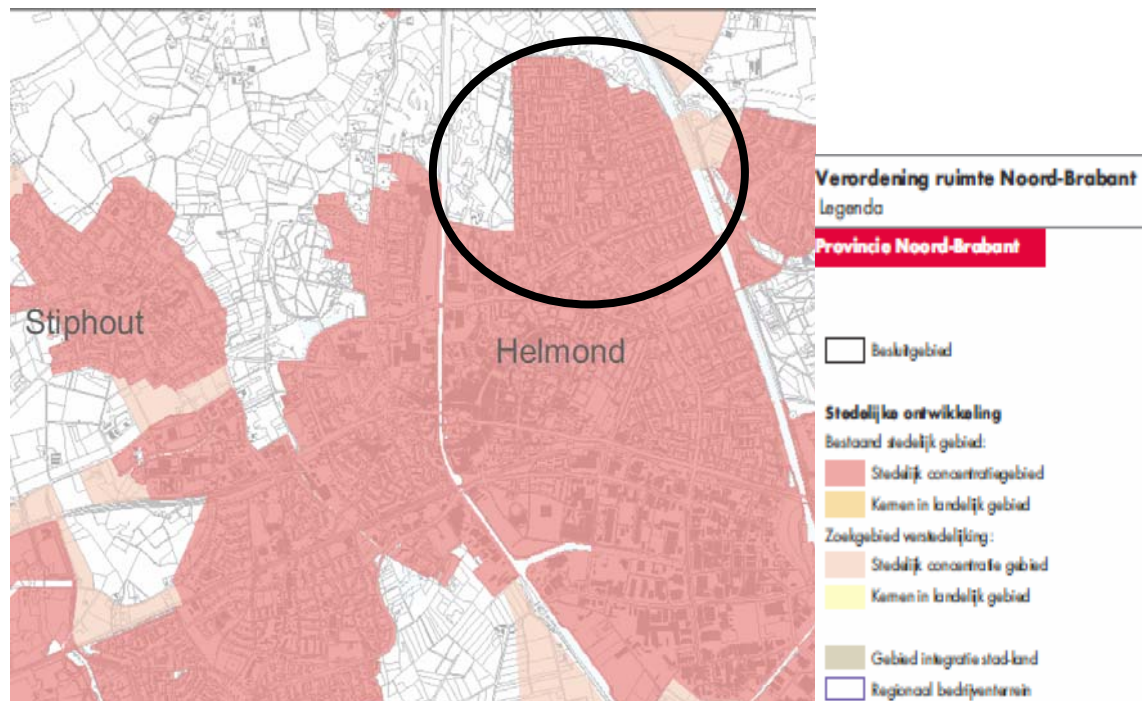 Stiphout
Helmond
Verordening ruimte Noord-Brabant
Legenda
Provincie Noord-Brabant
Besluitgebied
Stedelijke ontwikkeling
Bestaand stedelijk gebied:
Stedelijk concentratiegebied
Kernen in landelijk gebied
Zoekgebied verstedelijking:
Stedelijk concentratie gebied
Kernen in landelijk gebied
Gebied integratie stad-land
Regionaal bedrijventerrein